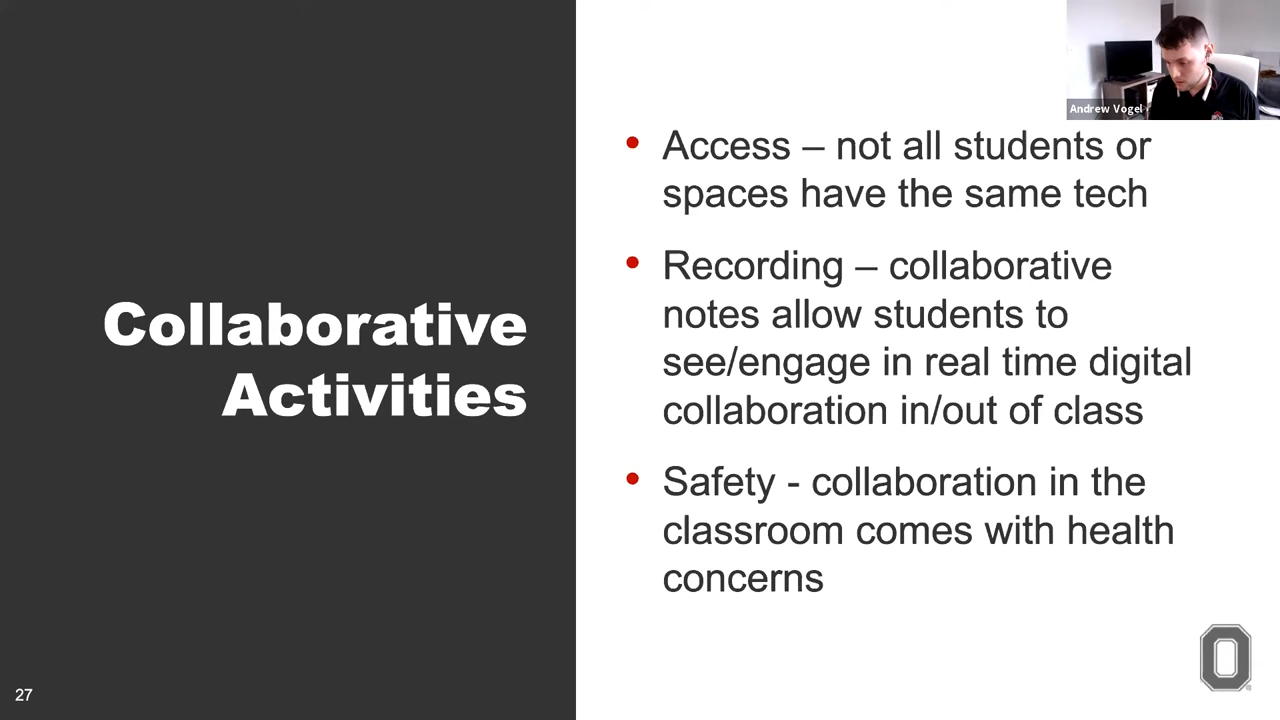 Andrew Vogel
Collaborative
Activities
• Access – not all students or
spaces have the same tech
• Recording – collaborative
notes allow students to
see/engage in real time digital
collaboration in/out of class
• Safety - collaboration in the
classroom comes with health
concerns
O
27